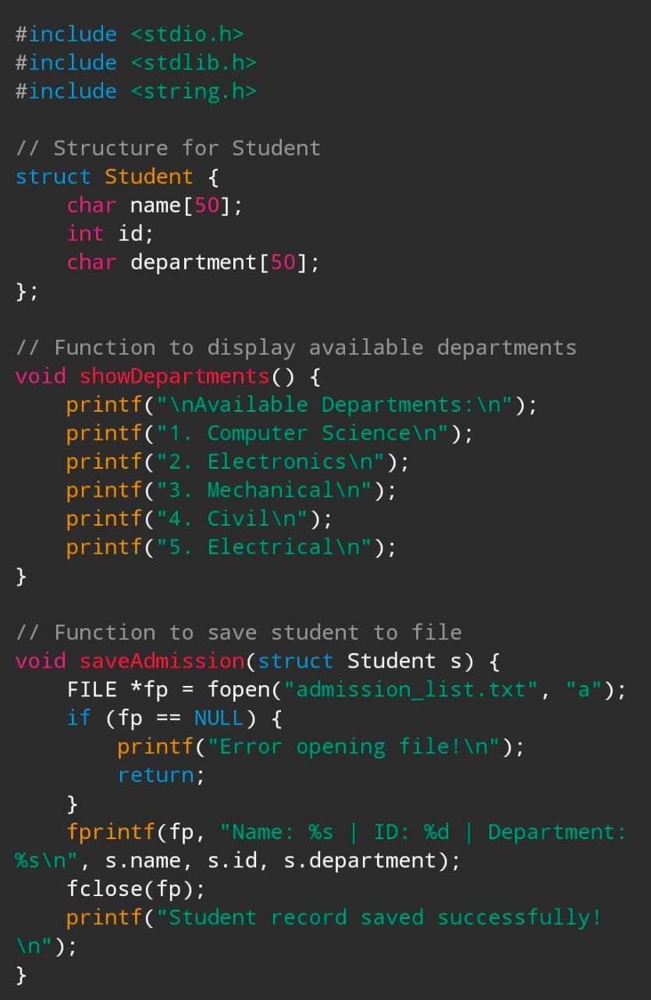 #include <stdio.h>
#include <stdlib.h>
#include <string.h>

// Structure for Student
struct Student {
    char name[50];
    int id;
    char department[50];
};

// Function to display available departments
void showDepartments() {
    printf("\nAvailable Departments:\n");
    printf("1. Computer Science\n");
    printf("2. Electronics\n");
    printf("3. Mechanical\n");
    printf("4. Civil\n");
    printf("5. Electrical\n");
}

// Function to save student to file
void saveAdmission(struct Student s) {
    FILE *fp = fopen("admission_list.txt", "a");
    if (fp == NULL) {
        printf("Error opening file!\n");
        return;
    }
    fprintf(fp, "Name: %s | ID: %d | Department:
%s\n", s.name, s.id, s.department);
    fclose(fp);
    printf("Student record saved successfully!
\n");
}